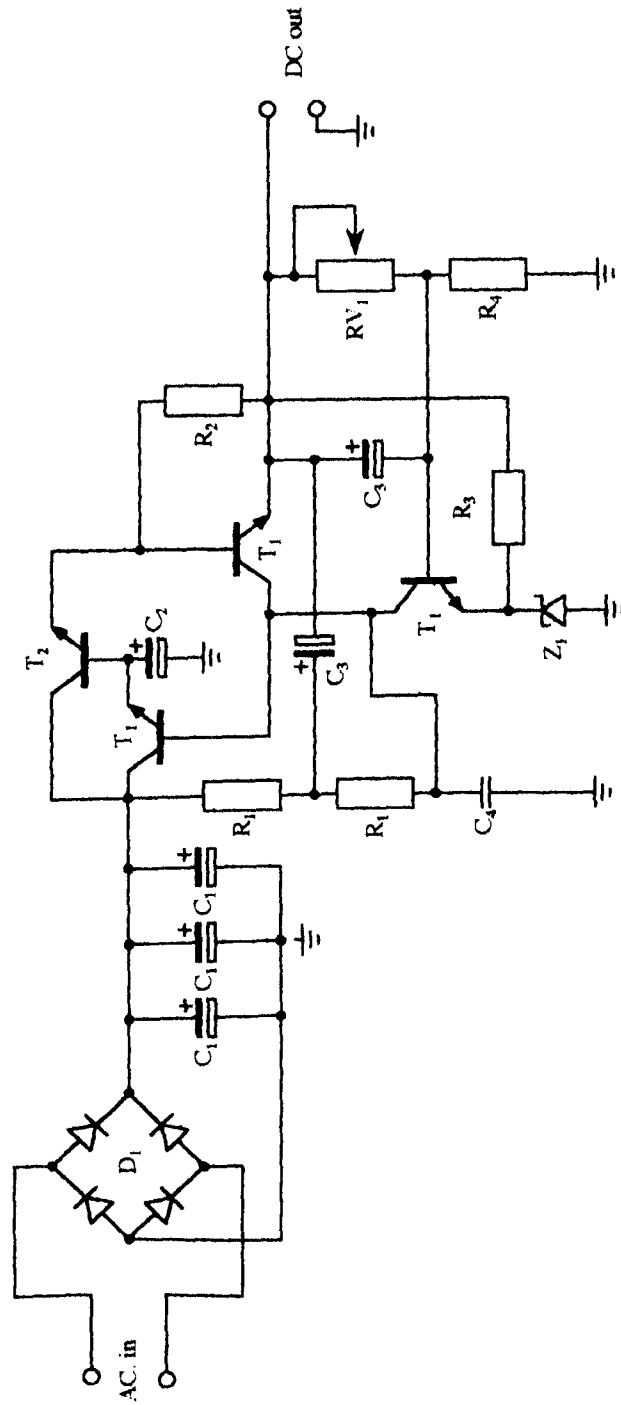 AC. in
D₁
C₁
C₁
C₁
+
+
+
T₂
T₁
C₂
+
R₁
R₁
C₄
C₃
+
T₁
R₂
C₃
+
T₁
Z₁
R₃
RV₁
R₄
DC out